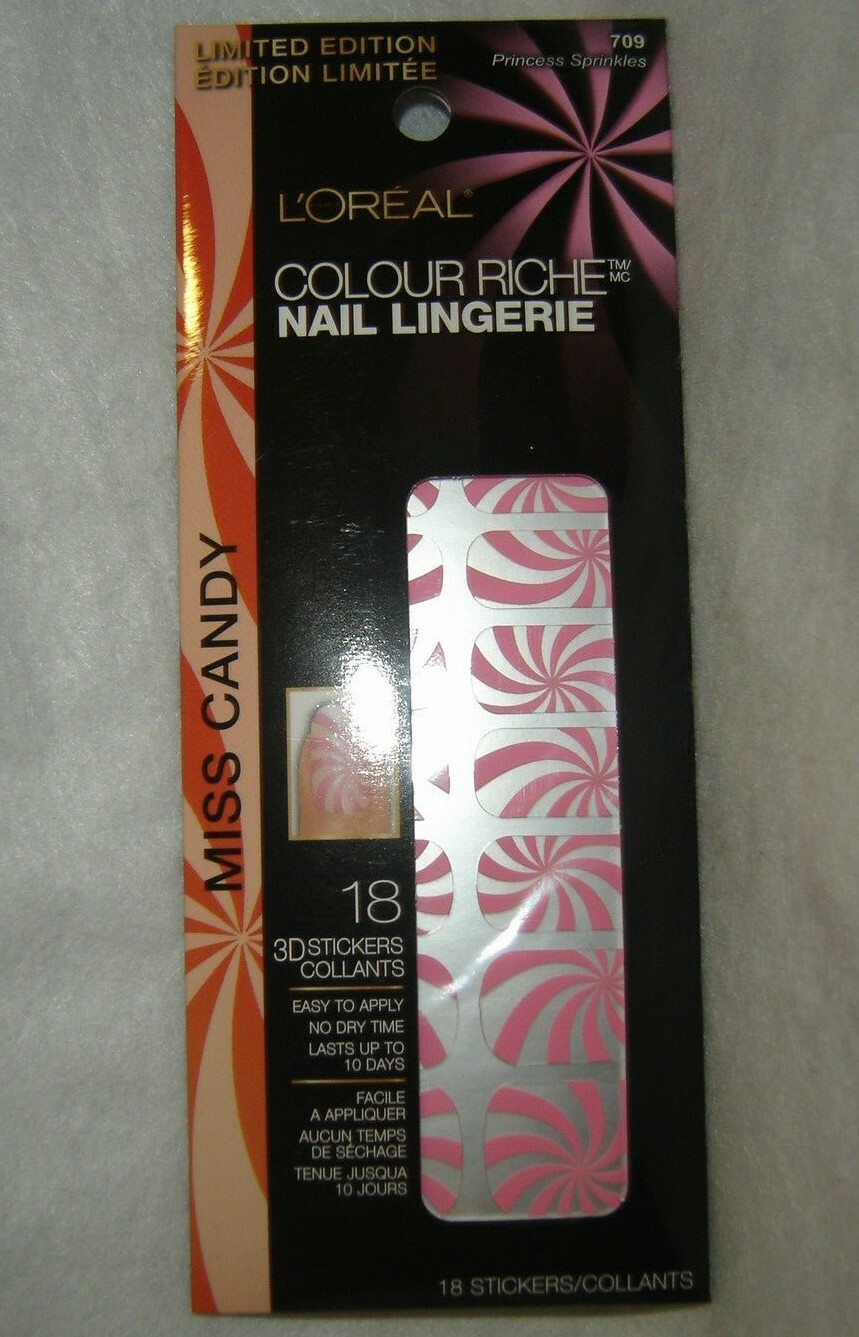 LIMITED EDITION
ÉDITION LIMITÉE
709
Princess Sprinkles
L'ORÉAL®
COLOUR RICHE TM/
MC
NAIL LINGERIE
MISS CANDY
18
3D STICKERS
COLLANTS
EASY TO APPLY
NO DRY TIME
LASTS UP TO
10 DAYS
FACILE
A APPLIQUER
AUCUN TEMPS
DE SÉCHAGE
TENUE JUSQUA
10 JOURS
18 STICKERS/COLLANTS